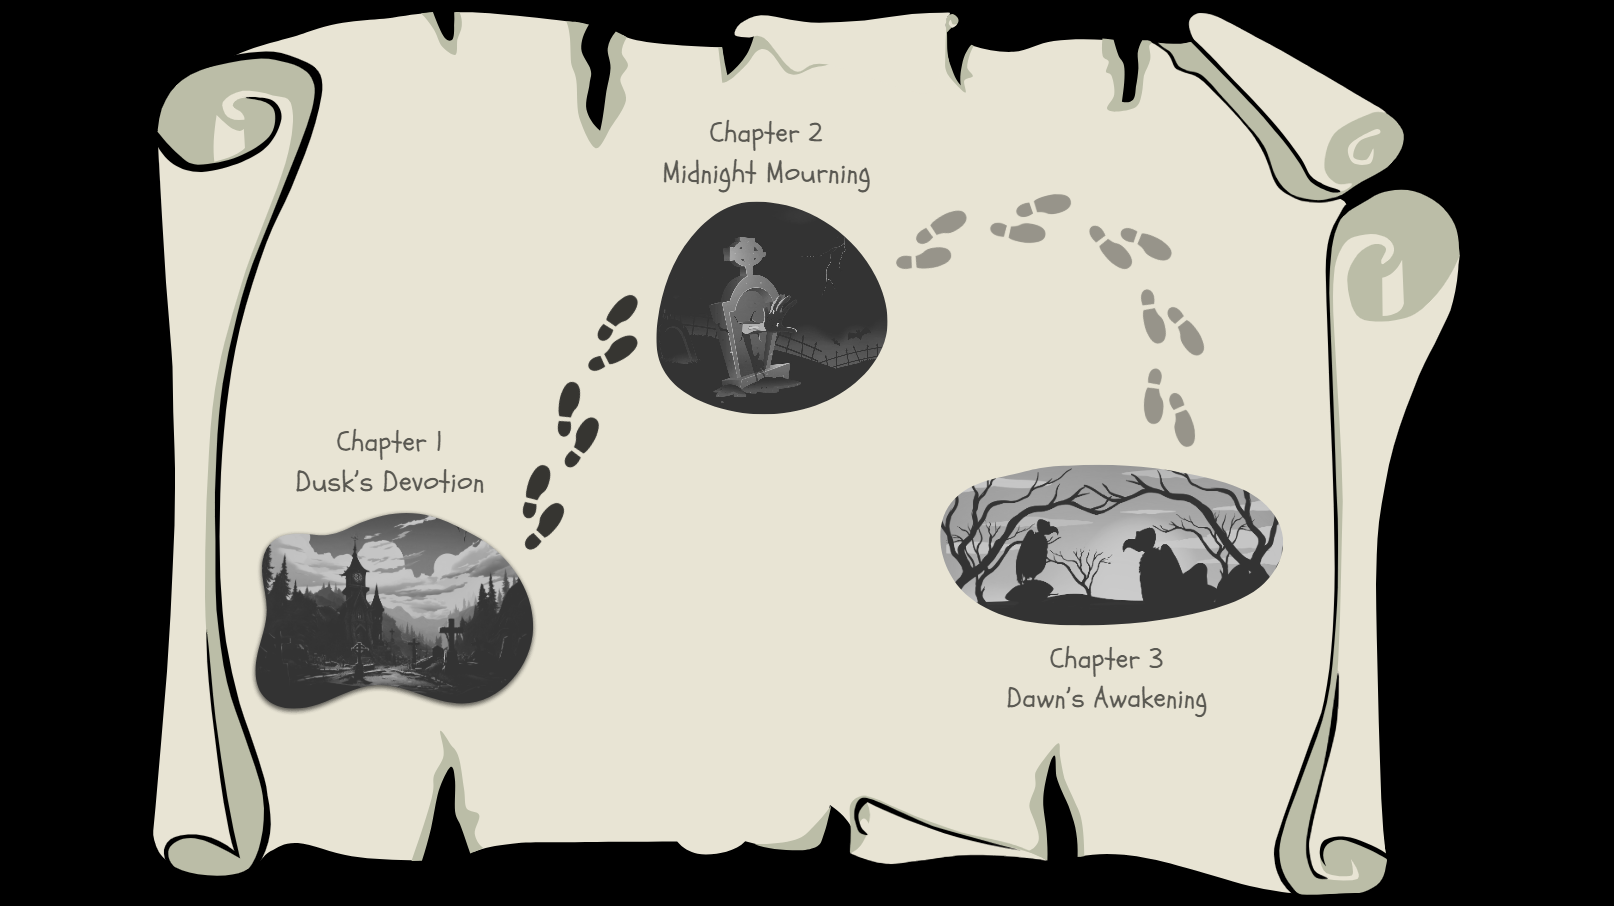 Chapter 1
Dusk's Devotion
Chapter 2
Midnight Mourning
Chapter 3
Dawn's Awakening